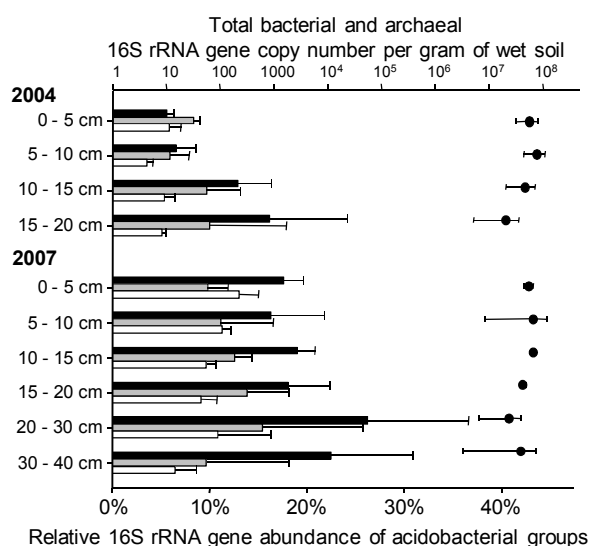 Total bacterial and archaeal
16S rRNA gene copy number per gram of wet soil
1 10 100 1000 10⁴ 10⁵ 10⁶ 10⁷ 10⁸
2004
0 - 5 cm
5 - 10 cm
10 - 15 cm
15 - 20 cm
2007
0 - 5 cm
5 - 10 cm
10 - 15 cm
15 - 20 cm
20 - 30 cm
30 - 40 cm
0% 10% 20% 30% 40%
Relative 16S rRNA gene abundance of acidobacterial groups